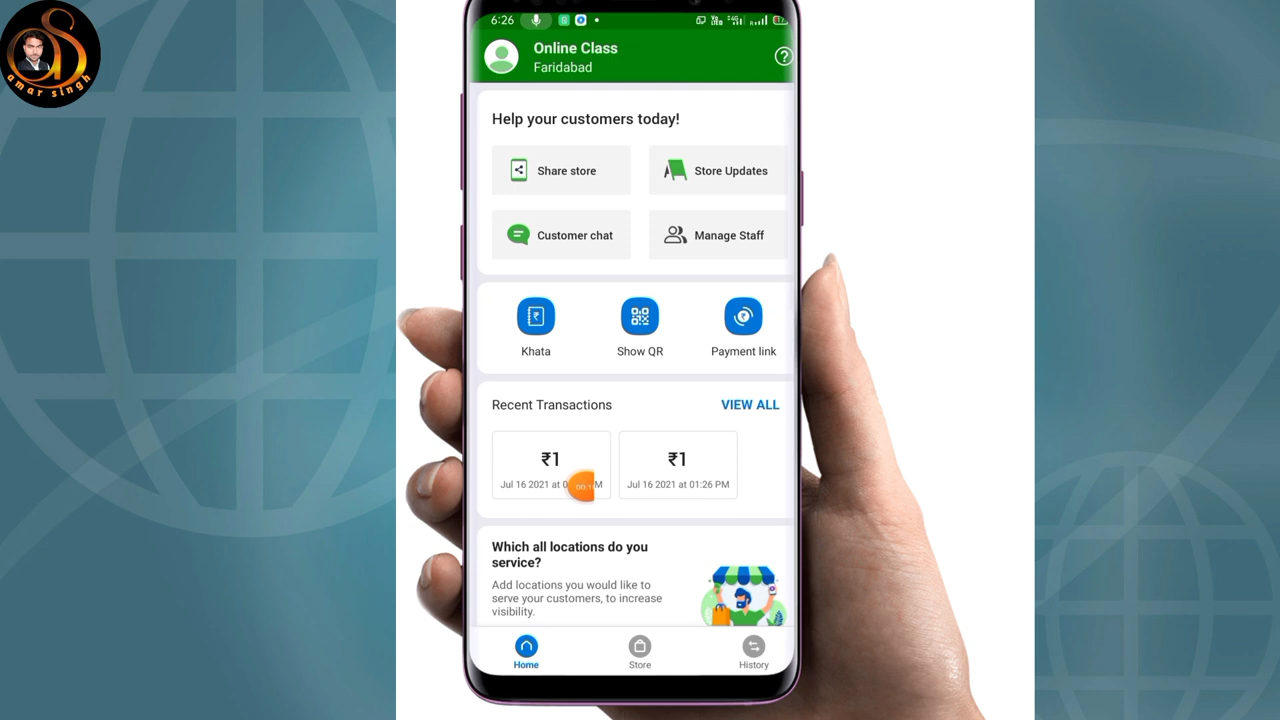 amar singh
6:26
Online Class
Faridabad
?
Help your customers today!
Share store
Store Updates
Customer chat
Manage Staff
Khata
Show QR
Payment link
Recent Transactions
VIEW ALL
₹1
₹1
Jul 16 2021 at
Jul 16 2021 at 01:26 PM
Which all locations do you
service?
Add locations you would like to
serve your customers, to increase
visibility.
Home
Store
History